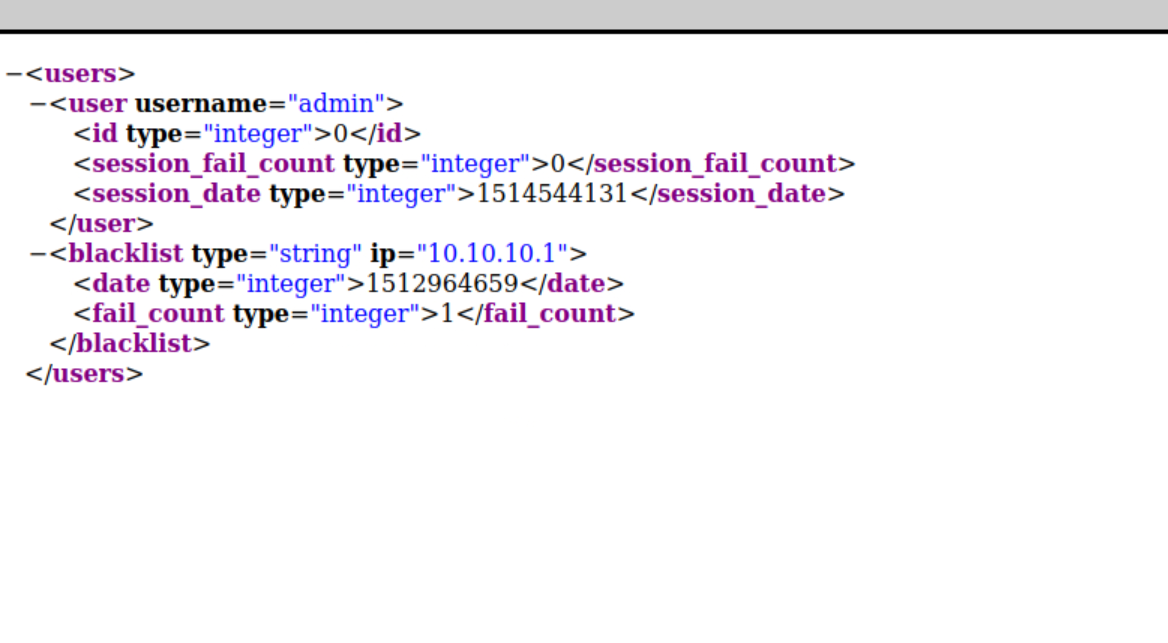 −<users>
−<user username="admin">
<id type="integer">0</id>
<session_fail_count type="integer">0</session_fail_count>
<session_date type="integer">1514544131</session_date>
</user>
−<blacklist type="string" ip="10.10.10.1">
<date type="integer">1512964659</date>
<fail_count type="integer">1</fail_count>
</blacklist>
</users>